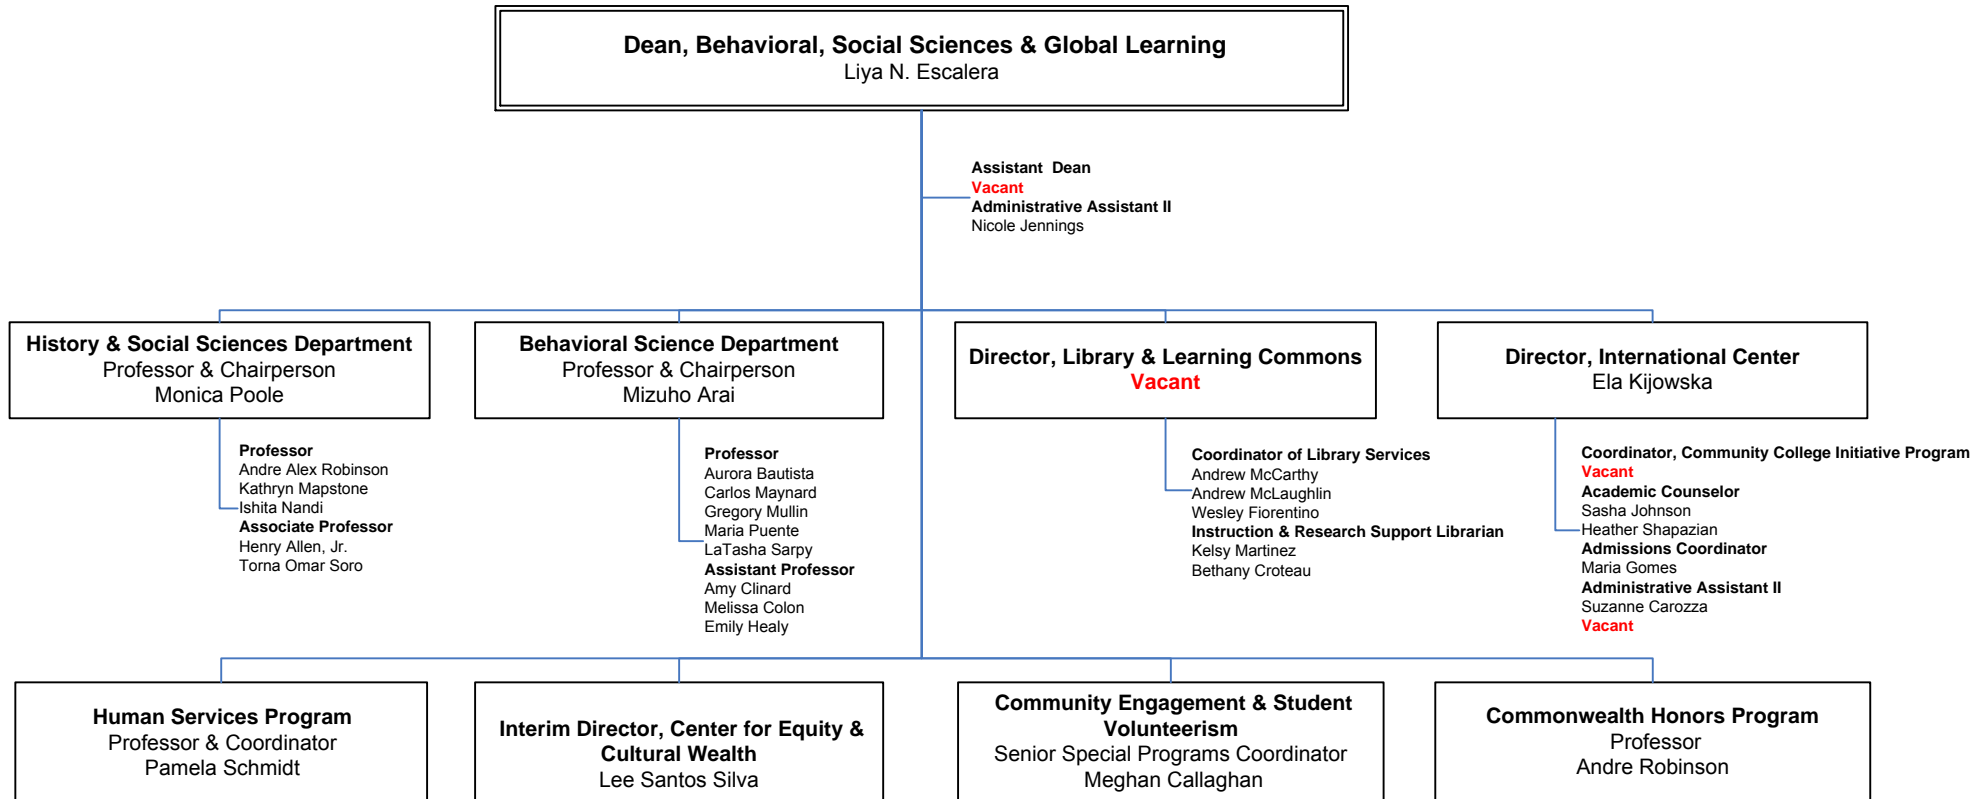 Dean, Behavioral, Social Sciences & Global Learning
Liya N. Escalera
Assistant  Dean
Vacant
Administrative Assistant II
Nicole Jennings
History & Social Sciences Department
Professor & Chairperson
Monica Poole
Professor
Andre Alex Robinson
Kathryn Mapstone
Ishita Nandi
Associate Professor
Henry Allen, Jr.
Torna Omar Soro
Behavioral Science Department
Professor & Chairperson
Mizuho Arai
Professor
Aurora Bautista
Carlos Maynard
Gregory Mullin
Maria Puente
LaTasha Sarpy
Assistant Professor
Amy Clinard
Melissa Colon
Emily Healy
Director, Library & Learning Commons
Vacant
Coordinator of Library Services
Andrew McCarthy
Andrew McLaughlin
Wesley Fiorentino
Instruction & Research Support Librarian
Kelsy Martinez
Bethany Croteau
Director, International Center
Ela Kijowska
Coordinator, Community College Initiative Program
Vacant
Academic Counselor
Sasha Johnson
Heather Shapazian
Admissions Coordinator
Maria Gomes
Administrative Assistant II
Suzanne Carozza
Vacant
Human Services Program
Professor & Coordinator
Pamela Schmidt
Interim Director, Center for Equity &
Cultural Wealth
Lee Santos Silva
Community Engagement & Student
Volunteerism
Senior Special Programs Coordinator
Meghan Callaghan
Commonwealth Honors Program
Professor
Andre Robinson